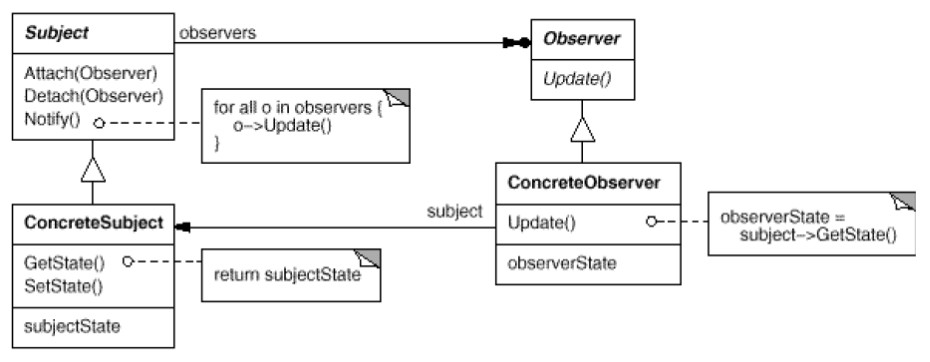 Subject
Attach(Observer)
Detach(Observer)
Notify()
observers
Observer
Update()
for all o in observers {
o->Update()
}
ConcreteSubject
GetState()
SetState()
subjectState
return subjectState
subject
ConcreteObserver
Update()
observerState
observerState =
subject->GetState()